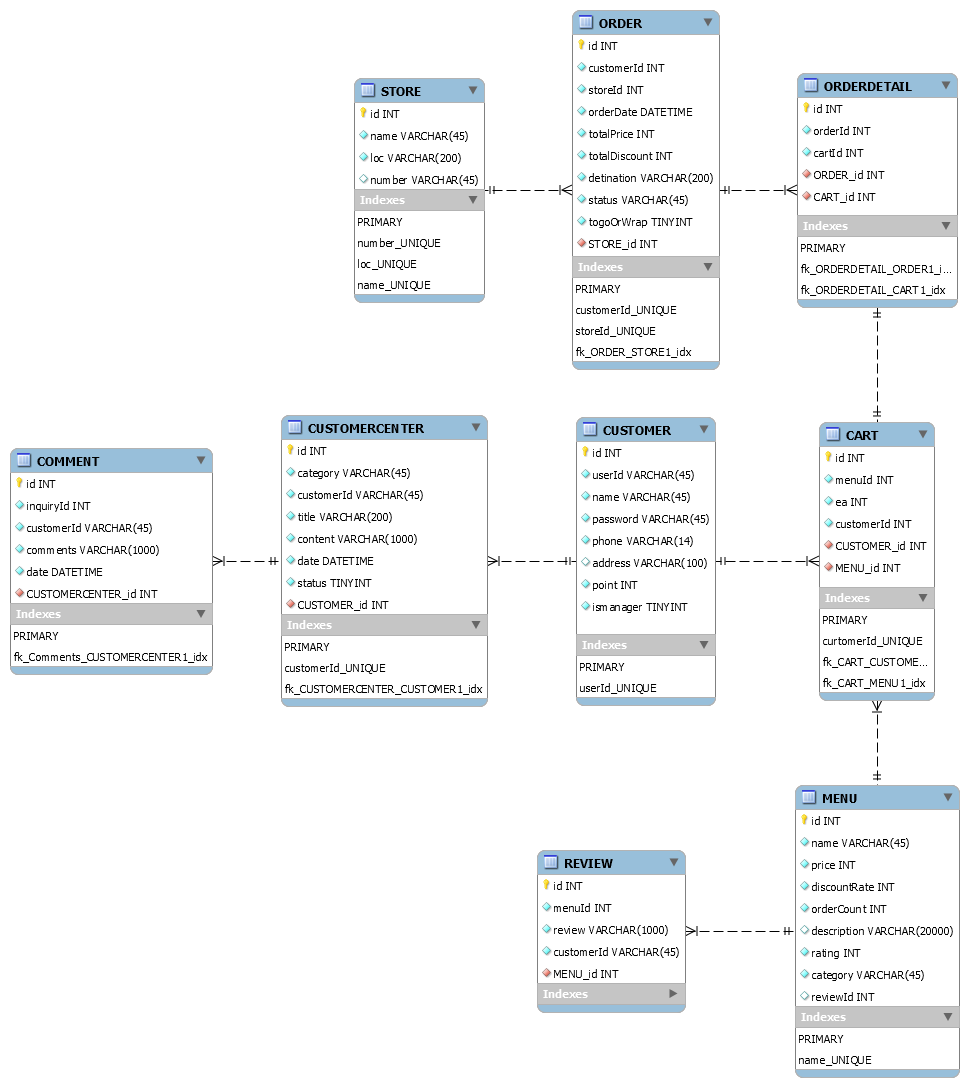 ORDER
id INT
customerId INT
storeId INT
orderDate DATETIME
totalPrice INT
totalDiscount INT
detination VARCHAR(200)
status VARCHAR(45)
togoOrWrap TINYINT
STORE_id INT
Indexes
PRIMARY
customerId_UNIQUE
storeId_UNIQUE
fk_ORDER_STORE1_idx
STORE
id INT
name VARCHAR(45)
loc VARCHAR(200)
number VARCHAR(45)
Indexes
PRIMARY
number_UNIQUE
loc_UNIQUE
name_UNIQUE
ORDERDETAIL
id INT
orderId INT
cartId INT
ORDER_id INT
CART_id INT
Indexes
PRIMARY
fk_ORDERDETAIL_ORDER1_i...
fk_ORDERDETAIL_CART1_idx
COMMENT
id INT
inquiryId INT
customerId VARCHAR(45)
comments VARCHAR(1000)
date DATETIME
CUSTOMERCENTER_id INT
Indexes
PRIMARY
fk_Comments_CUSTOMERCENTER1_idx
CUSTOMERCENTER
id INT
category VARCHAR(45)
customerId VARCHAR(45)
title VARCHAR(200)
content VARCHAR(1000)
date DATETIME
status TINYINT
CUSTOMER_id INT
Indexes
PRIMARY
customerId_UNIQUE
fk_CUSTOMERCENTER_CUSTOMER1_idx
CUSTOMER
id INT
userId VARCHAR(45)
name VARCHAR(45)
password VARCHAR(45)
phone VARCHAR(14)
address VARCHAR(100)
point INT
ismanager TINYINT
Indexes
PRIMARY
userId_UNIQUE
CART
id INT
menuId INT
ea INT
customerId INT
CUSTOMER_id INT
MENU_id INT
Indexes
PRIMARY
curtomerId_UNIQUE
fk_CART_CUSTOME...
fk_CART_MENU1_idx
REVIEW
id INT
menuId INT
review VARCHAR(1000)
customerId VARCHAR(45)
MENU_id INT
Indexes
MENU
id INT
name VARCHAR(45)
price INT
discountRate INT
orderCount INT
description VARCHAR(20000)
rating INT
category VARCHAR(45)
reviewId INT
Indexes
PRIMARY
name_UNIQUE